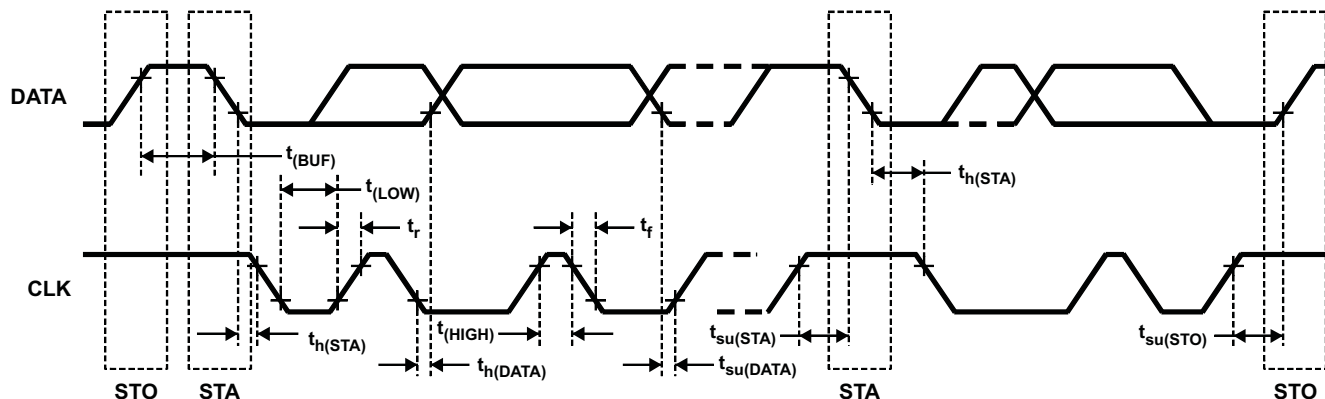 DATA
t(BUF)
t(LOW)
th(STA)
tr
tf
CLK
th(STA)
t(HIGH)
th(DATA)
tsu(DATA)
tsu(STA)
tsu(STO)
STO
STA
STA
STO